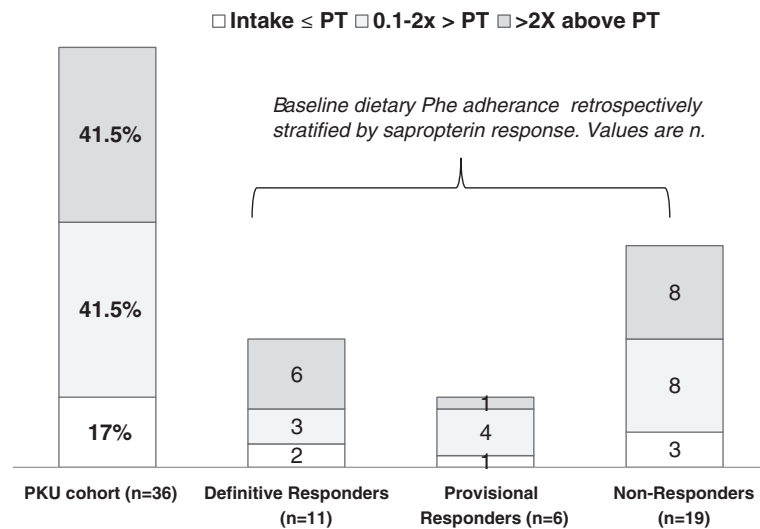 Intake ≤ PT 0.1-2x > PT >2X above PT
Baseline dietary Phe adherance retrospectively
stratified by sapropterin response. Values are n.
41.5%
41.5%
17%
6
3
2
1
4
1
8
8
3
PKU cohort (n=36)
Definitive Responders
(n=11)
Provisional
Responders (n=6)
Non-Responders
(n=19)